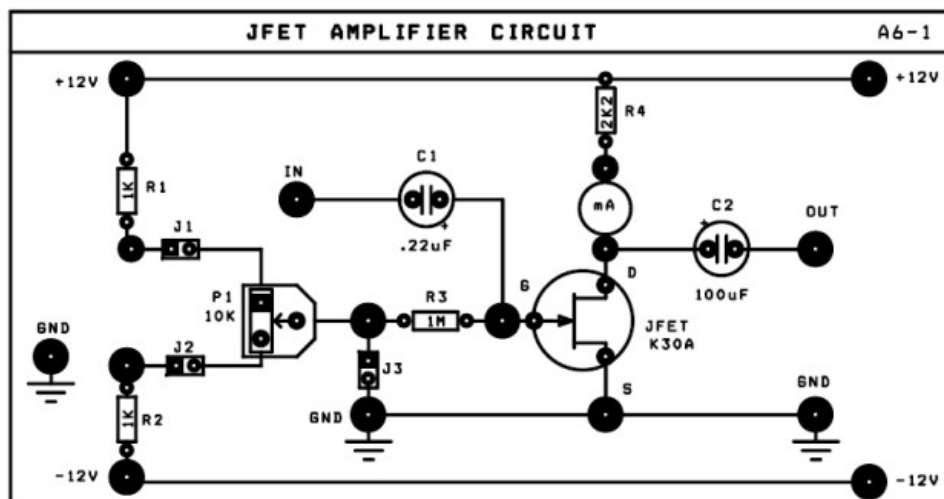 JFET AMPLIFIER CIRCUIT A6-1
+12V +12V
2K2 R4
C1
IN
1K R1
mA
C2
OUT
J1
+
+
.22uF
P1
10K
G
D
R3
100uF
GND
1M
JFET
K30A
J2
J3
1K R2
S
GND
GND
-12V -12V